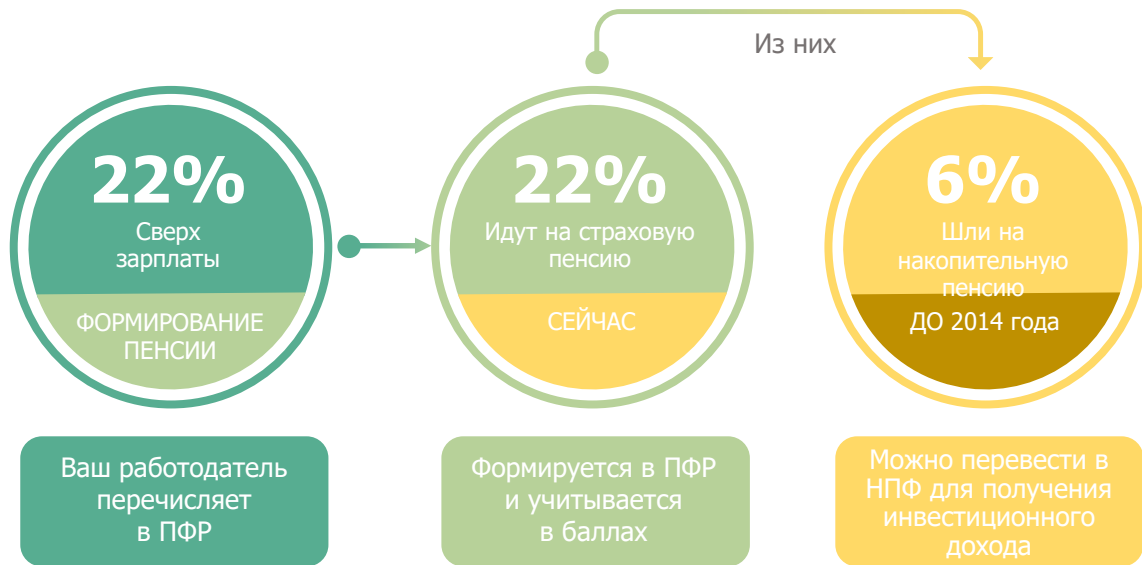 Из них
22%
Сверх
зарплаты
ФОРМИРОВАНИЕ
ПЕНСИИ
22%
Идут на страховую
пенсию
СЕЙЧАС
6%
Шли на
накопительную
пенсию
ДО 2014 года
Ваш работодатель
перечисляет
в ПФР
Формируется в ПФР
и учитывается
в баллах
Можно перевести в
НПФ для получения
инвестиционного
дохода